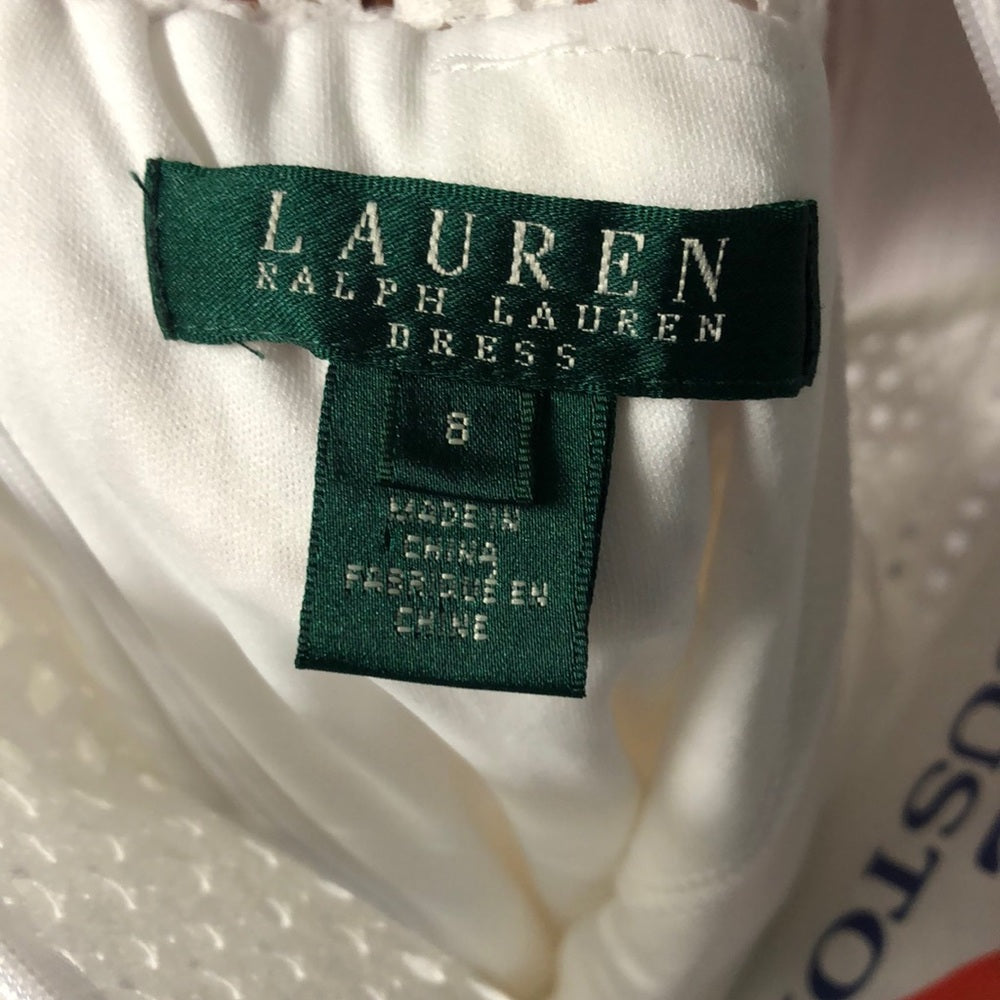 LAUREN
RALPH LAUREN
DRESS
8
MADE IN
CHINA
FABRIQUÉ EN
CHINE